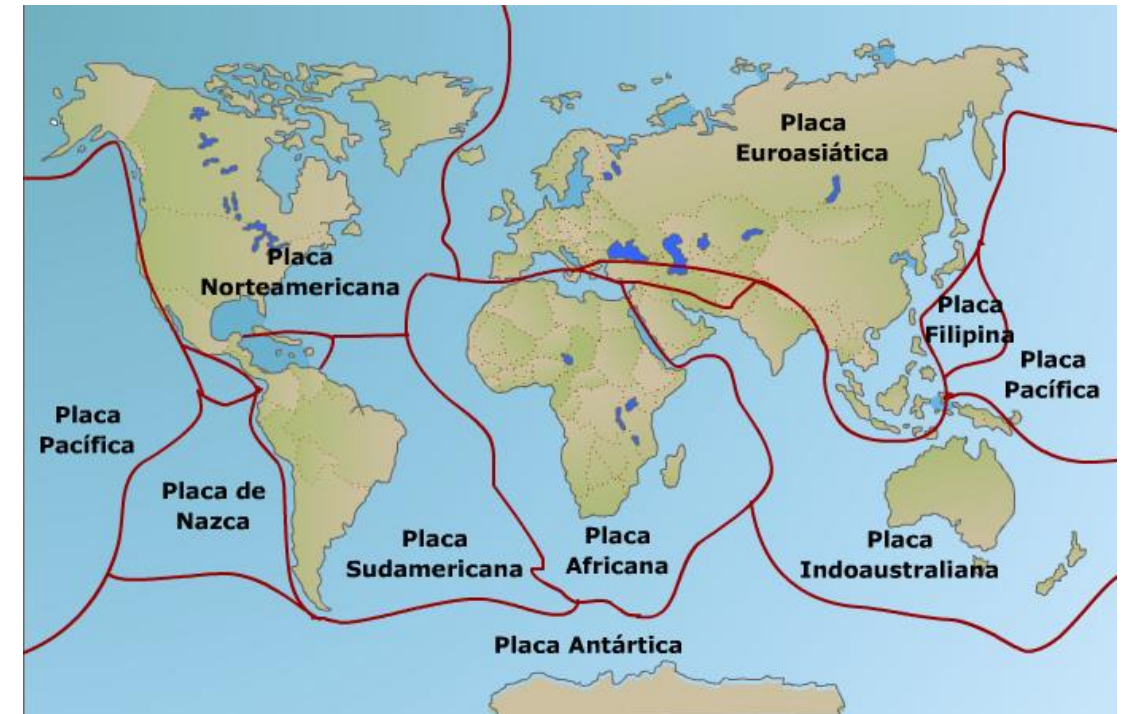 Placa
Euroasiática
Placa
Norteamericana
Placa
Filipina
Placa
Pacífica
Placa
Pacífica
Placa de
Nazca
Placa
Sudamericana
Placa
Africana
Placa
Indoaustraliana
Placa Antártica